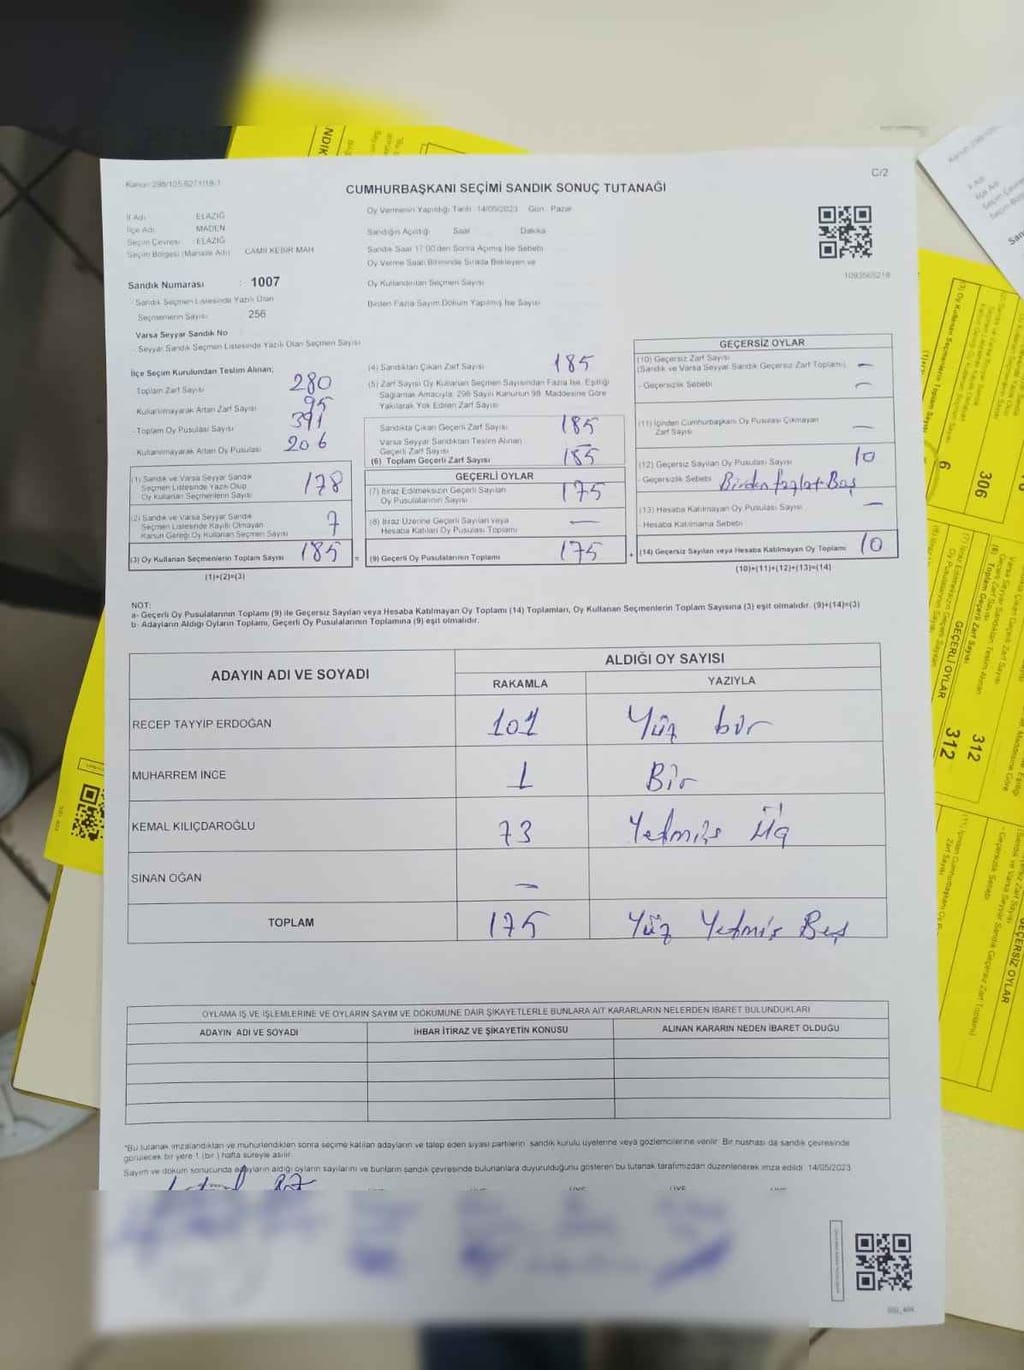 Kanun: 298/105,6271/18-1
C/2
CUMHURBAŞKANI SEÇİMİ SANDIK SONUÇ TUTANAĞI
İl Adı ELAZIĞ
İlçe Adı MADEN
Seçim Çevresi ELAZIĞ
Seçim Bölgesi (Mahalle Adı) CAMİİ KEBİR MAH
Sandık Numarası : 1007
- Sandık Seçmen Listesinde Yazılı Olan
Seçmenlerin Sayısı 256
Varsa Seyyar Sandık No
- Seyyar Sandık Seçmen Listesinde Yazılı Olan Seçmen Sayısı
Oy Vermenin Yapıldığı Tarih: 14/05/2023 Gün: Pazar
Sandığın Açıldığı Saat Dakika
Sandık Saat 17:00'den Sonra Açılmış İse Sebebi
Oy Verme Saati Bitiminde Sırada Bekleyen ve
Oy Kullandırılan Seçmen Sayısı
Birden Fazla Sayım Döküm Yapılmış İse Sayısı
1093565218
İlçe Seçim Kurulundan Teslim Alınan;
Toplam Zarf Sayısı 280
Kullanılmayarak Artan Zarf Sayısı 95
- Toplam Oy Pusulası Sayısı 391
- Kullanılmayarak Artan Oy Pusulası 206
(1) Sandık ve Varsa Seyyar Sandık
Seçmen Listesinde Yazılı Olup
Oy Kullanan Seçmenlerin Sayısı 178
(2) Sandık ve Varsa Seyyar Sandık
Seçmen Listesinde Kayıtlı Olmayan
Kanun Gereği Oy Kullanan Seçmen Sayısı 7
(3) Oy Kullanan Seçmenlerin Toplam Sayısı 185 =
(1)+(2)=(3)
(4) Sandıktan Çıkan Zarf Sayısı 185
(5) Zarf Sayısı Oy Kullanan Seçmen Sayısından Fazla İse, Eşitliği
Sağlamak Amacıyla, 298 Sayılı Kanunun 98. Maddesine Göre
Yakılarak Yok Edilen Zarf Sayısı
Sandıkta Çıkan Geçerli Zarf Sayısı 185
Varsa Seyyar Sandıktan Teslim Alınan
Geçerli Zarf Sayısı
(6) Toplam Geçerli Zarf Sayısı 185
GEÇERLİ OYLAR
(7) İtiraz Edilmeksizin Geçerli Sayılan
Oy Pusulalarının Sayısı 175
(8) İtiraz Üzerine Geçerli Sayılan veya
Hesaba Katılan Oy Pusulası Toplamı —
(9) Geçerli Oy Pusulalarının Toplamı 175 +
GEÇERSİZ OYLAR
(10) Geçersiz Zarf Sayısı
(Sandık ve Varsa Seyyar Sandık Geçersiz Zarf Toplamı) —
- Geçersizlik Sebebi —
(11) İçinden Cumhurbaşkanı Oy Pusulası Çıkmayan
Zarf Sayısı —
(12) Geçersiz Sayılan Oy Pusulası Sayısı 10
- Geçersizlik Sebebi Birden fazlat Baş
(13) Hesaba Katılmayan Oy Pusulası Sayısı —
Hesaba Katılmama Sebebi
(14) Geçersiz Sayılan veya Hesaba Katılmayan Oy Toplamı 10
(10)+(11)+(12)+(13)=(14)
NOT:
a- Geçerli Oy Pusulalarının Toplamı (9) ile Geçersiz Sayılan veya Hesaba Katılmayan Oy Toplamı (14) Toplamları, Oy Kullanan Seçmenlerin Toplam Sayısına (3) eşit olmalıdır. (9)+(14)=(3)
b- Adayların Aldığı Oyların Toplamı, Geçerli Oy Pusulalarının Toplamına (9) eşit olmalıdır.
ADAYIN ADI VE SOYADI
ALDIĞI OY SAYISI
RAKAMLA YAZIYLA
RECEP TAYYİP ERDOĞAN 101 Yüz bir
MUHARREM İNCE 1 Bir
KEMAL KILIÇDAROĞLU 73 Yetmiş Üç
SİNAN OĞAN —
TOPLAM 175 Yüz Yetmiş Beş
OYLAMA İŞ VE İŞLEMLERİNE VE OYLARIN SAYIM VE DÖKÜMÜNE DAİR ŞİKAYETLERLE BUNLARA AİT KARARLARIN NELERDEN İBARET BULUNDUKLARI
ADAYIN ADI VE SOYADI İHBAR İTİRAZ VE ŞİKAYETİN KONUSU ALINAN KARARIN NEDEN İBARET OLDUĞU
*Bu tutanak imzalandıktan ve mühürlendikten sonra seçime katılan adayların ve talep eden siyasi partilerin sandık kurulu üyelerine veya gözlemcilerine verilir. Bir nüshası da sandık çevresinde
görülecek bir yere 1 (bir) hafta süreyle asılır.
Sayım ve döküm sonucunda adayların aldığı oyların sayılarını ve bunların sandık çevresinde bulunanlara duyurulduğunu gösteren bu tutanak tarafımızdan düzenlenerek imza edildi. 14/05/2023
6
306
GEÇERLİ OYLAR
312
312